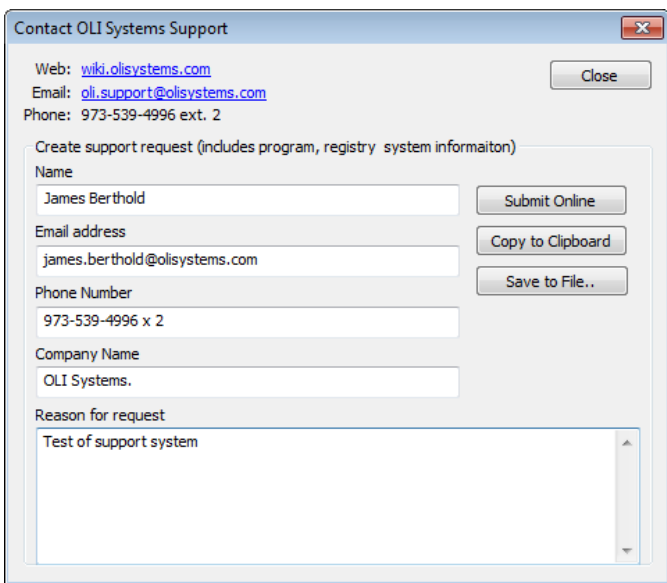 Contact OLI Systems Support
Web: wiki.olisystems.com
Close
Email: oli.support@olisystems.com
Phone: 973-539-4996 ext. 2
Create support request (includes program, registry system informaiton)
Name
James Berthold
Submit Online
Email address
Copy to Clipboard
james.berthold@olisystems.com
Save to File..
Phone Number
973-539-4996 x 2
Company Name
OLI Systems.
Reason for request
Test of support system